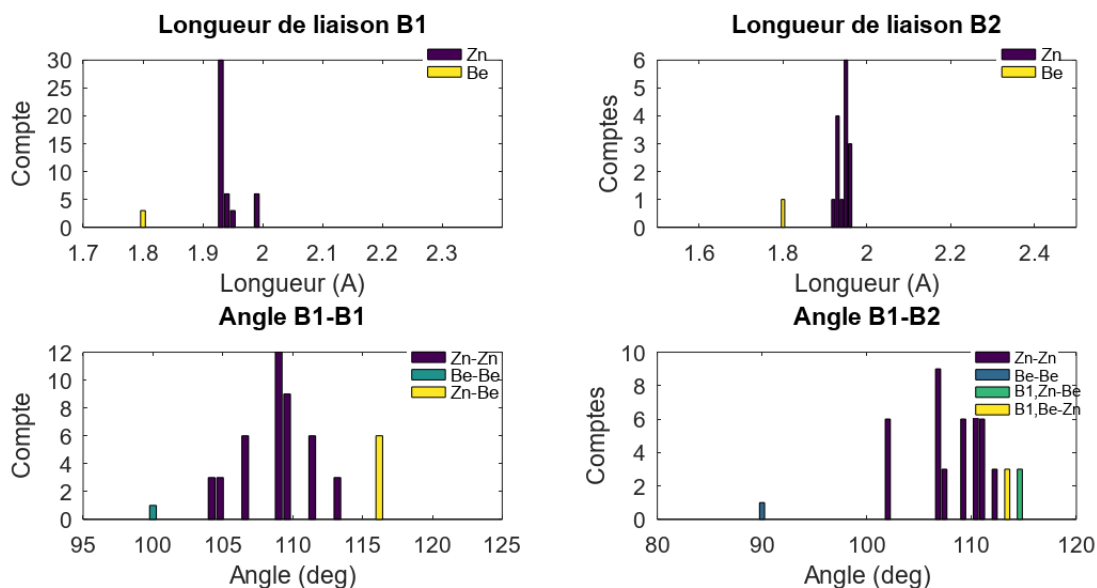 Longueur de liaison B1
Zn
Be
30
25
20
15
10
5
0
Compte
1.7
1.8
1.9
2
2.1
2.2
2.3
Longueur (A)
Longueur de liaison B2
Zn
Be
6
5
4
3
2
1
0
Comptes
1.6
1.8
2
2.2
2.4
Longueur (A)
Angle B1-B1
Zn-Zn
Be-Be
Zn-Be
12
10
8
6
4
2
0
Compte
95
100
105
110
115
120
125
Angle (deg)
Angle B1-B2
Zn-Zn
Be-Be
B1,Zn-Be
B1,Be-Zn
10
8
6
4
2
0
Comptes
80
90
100
110
120
Angle (deg)